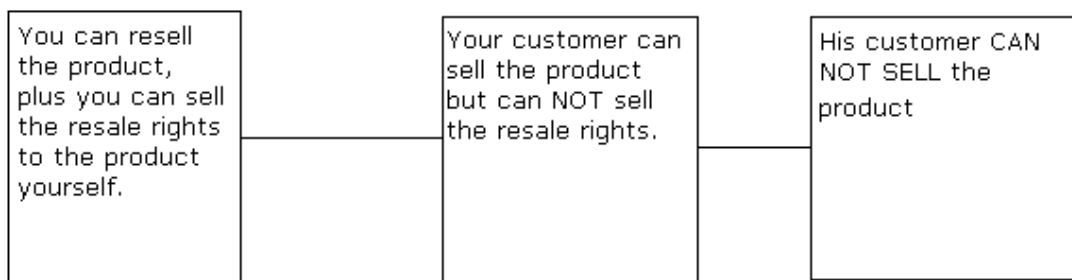 You can resell
the product,
plus you can sell
the resale rights
to the product
yourself.
Your customer can
sell the product
but can NOT sell
the resale rights.
His customer CAN
NOT SELL the
product